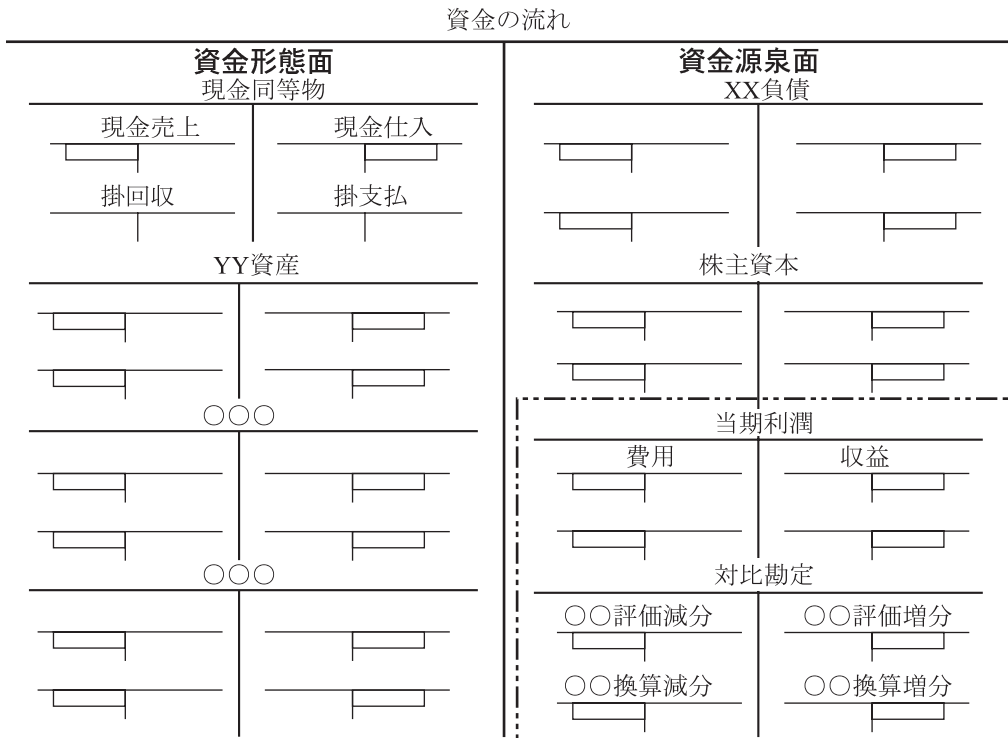 資金の流れ
資金形態面
現金同等物
現金売上
現金仕入
掛回収
掛支払
YY資産
○○○
○○○
資金源泉面
XX負債
株主資本
当期利潤
費用
収益
対比勘定
○○評価減分
○○評価増分
○○換算減分
○○換算増分